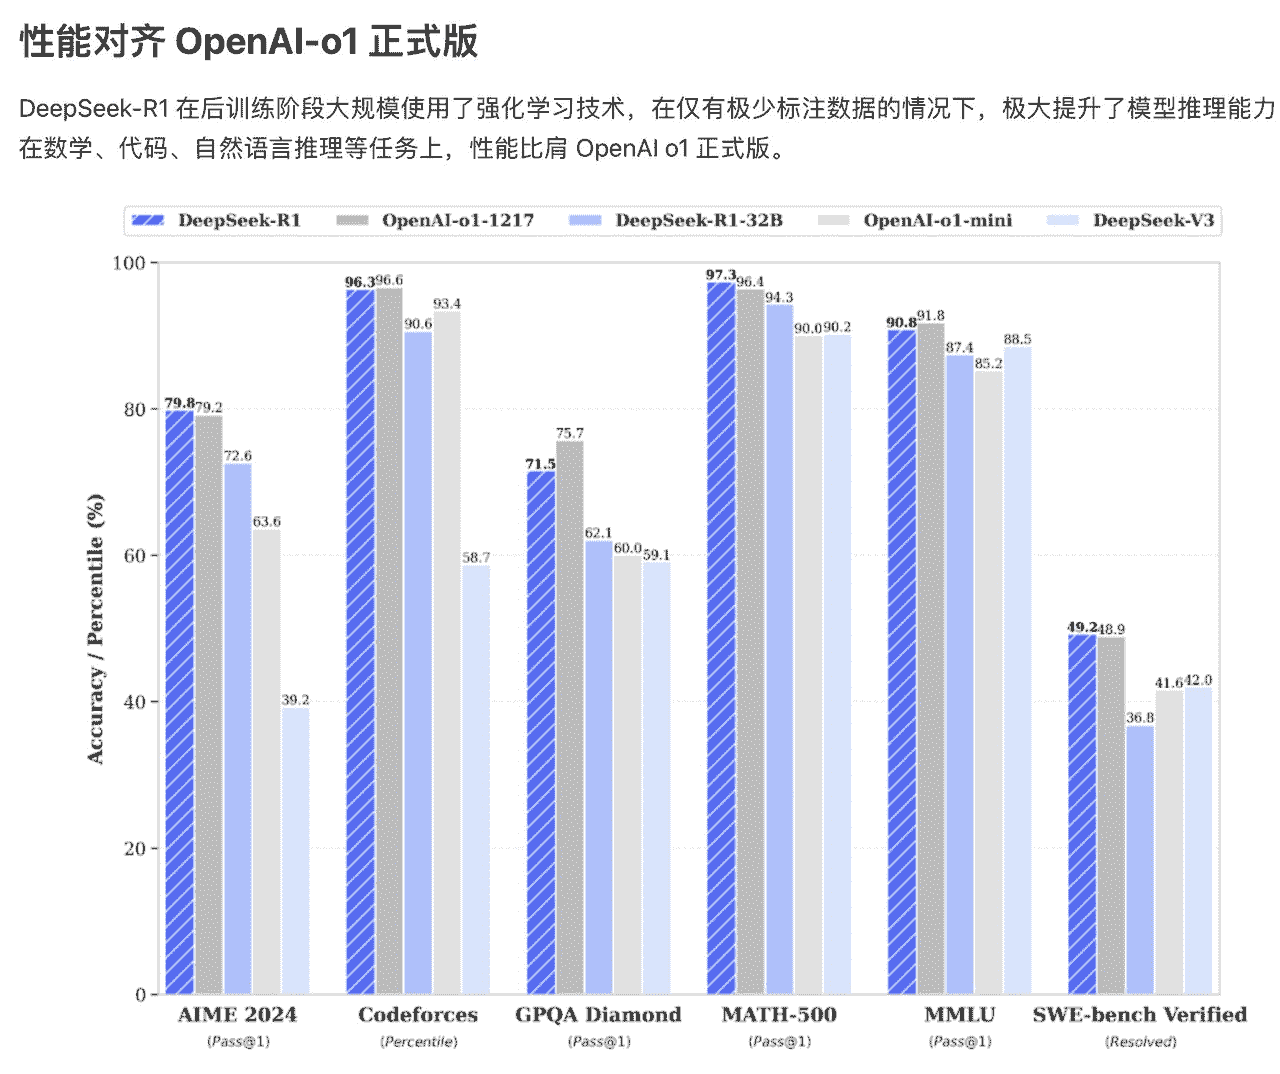 性能对齐 OpenAI-o1 正式版
DeepSeek-R1 在后训练阶段大规模使用了强化学习技术，在仅有极少标注数据的情况下，极大提升了模型推理能力
在数学、代码、自然语言推理等任务上，性能比肩 OpenAI o1 正式版。
DeepSeek-R1 OpenAI-o1-1217 DeepSeek-R1-32B OpenAI-o1-mini DeepSeek-V3
Accuracy / Percentile (%)
100
80
60
40
20
0
79.8 79.2 72.6 63.6 39.2
96.3 96.6 90.6 93.4 58.7
71.5 75.7 62.1 60.0 59.1
97.3 96.4 94.3 90.0 90.2
90.8 91.8 87.4 85.2 88.5
49.2 48.9 36.8 41.6 42.0
AIME 2024 Codeforces GPQA Diamond MATH-500 MMLU SWE-bench Verified
(Pass@1) (Percentile) (Pass@1) (Pass@1) (Pass@1) (Resolved)